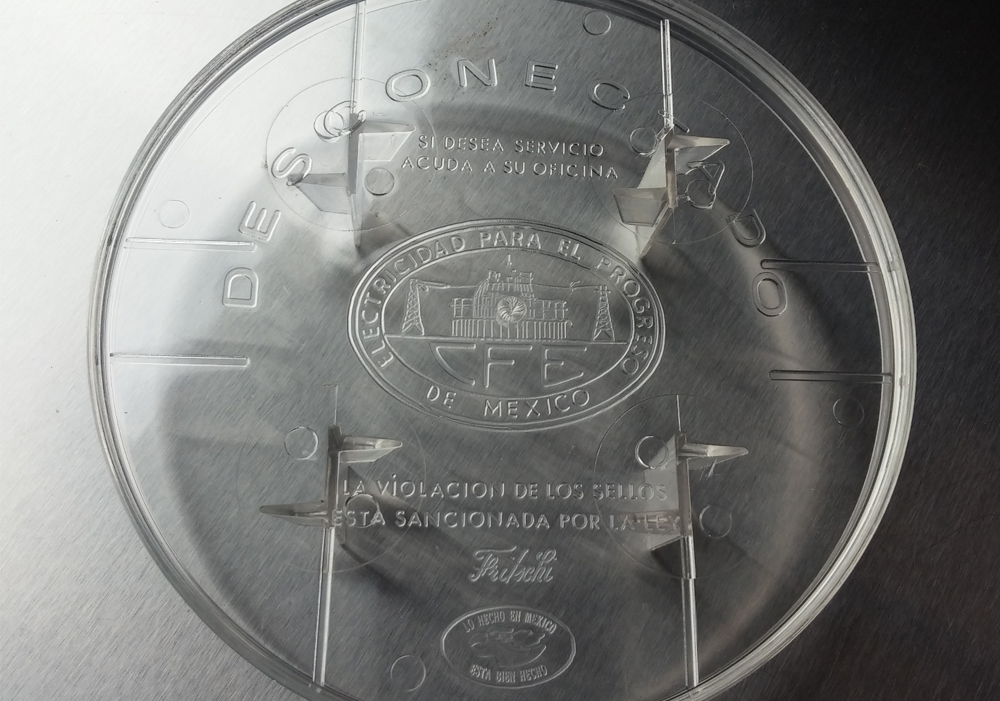 DESCONECTADO
SI DESEA SERVICIO
ACUDA A SU OFICINA
ELECTRICIDAD PARA EL PROGRESO
CFE
DE MEXICO
LA VIOLACION DE LOS SELLOS
ESTA SANCIONADA POR LA LEY
Fritschi
LO HECHO EN MEXICO
ESTA BIEN HECHO